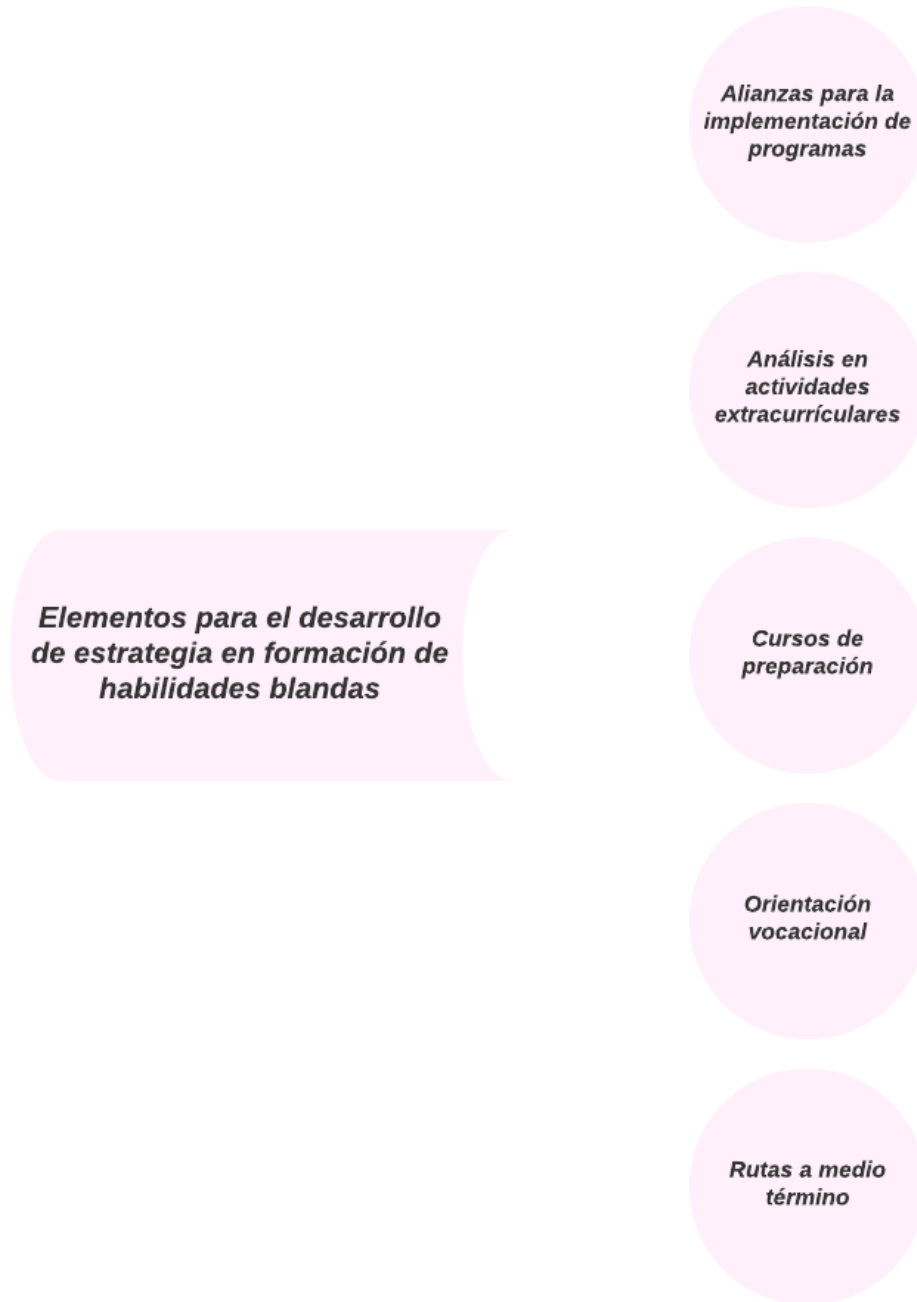 Alianzas para la
implementación de
programas
Análisis en
actividades
extracurrículares
Elementos para el desarrollo
de estrategia en formación de
habilidades blandas
Cursos de
preparación
Orientación
vocacional
Rutas a medio
término